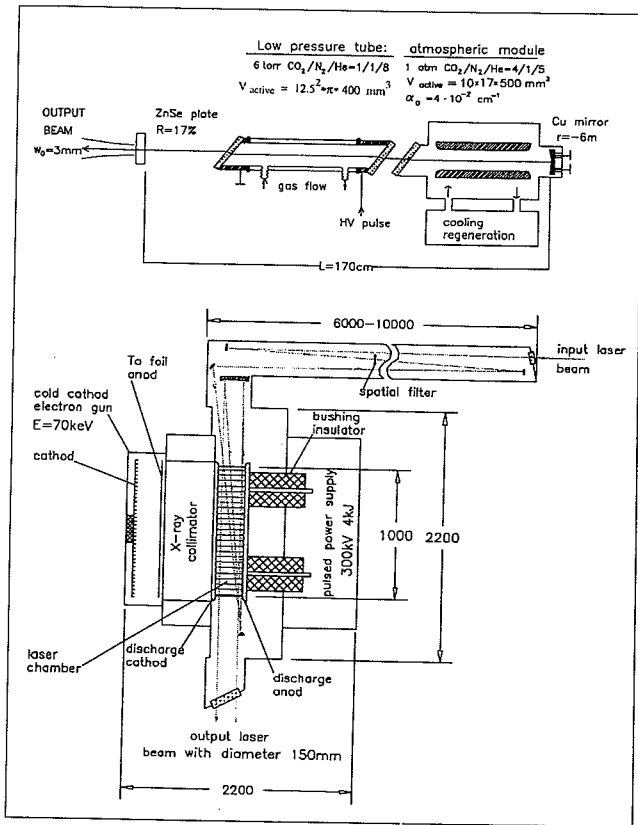 Low pressure tube:
6 torr CO2/N2/He=1/1/8
V active = 12.5²*π* 400 mm³
atmospheric module
1 atm CO2/N2/He=4/1/5
V active = 10*17*500 mm³
α0 =4·10⁻² cm⁻¹
OUTPUT
BEAM
w0=3mm
ZnSe plate
R=17%
Cu mirror
r=-6m
gas flow
HV pulse
cooling
regeneration
L=170cm
6000-10000
To foil
anod
cold cathod
electron gun
E=70keV
cathod
input laser
beam
spatial filter
bushing
insulator
X-ray
collimator
pulsed power supply
300kV 4kJ
1000
2200
laser
chamber
discharge
cathod
discharge
anod
output laser
beam with diameter 150mm
2200